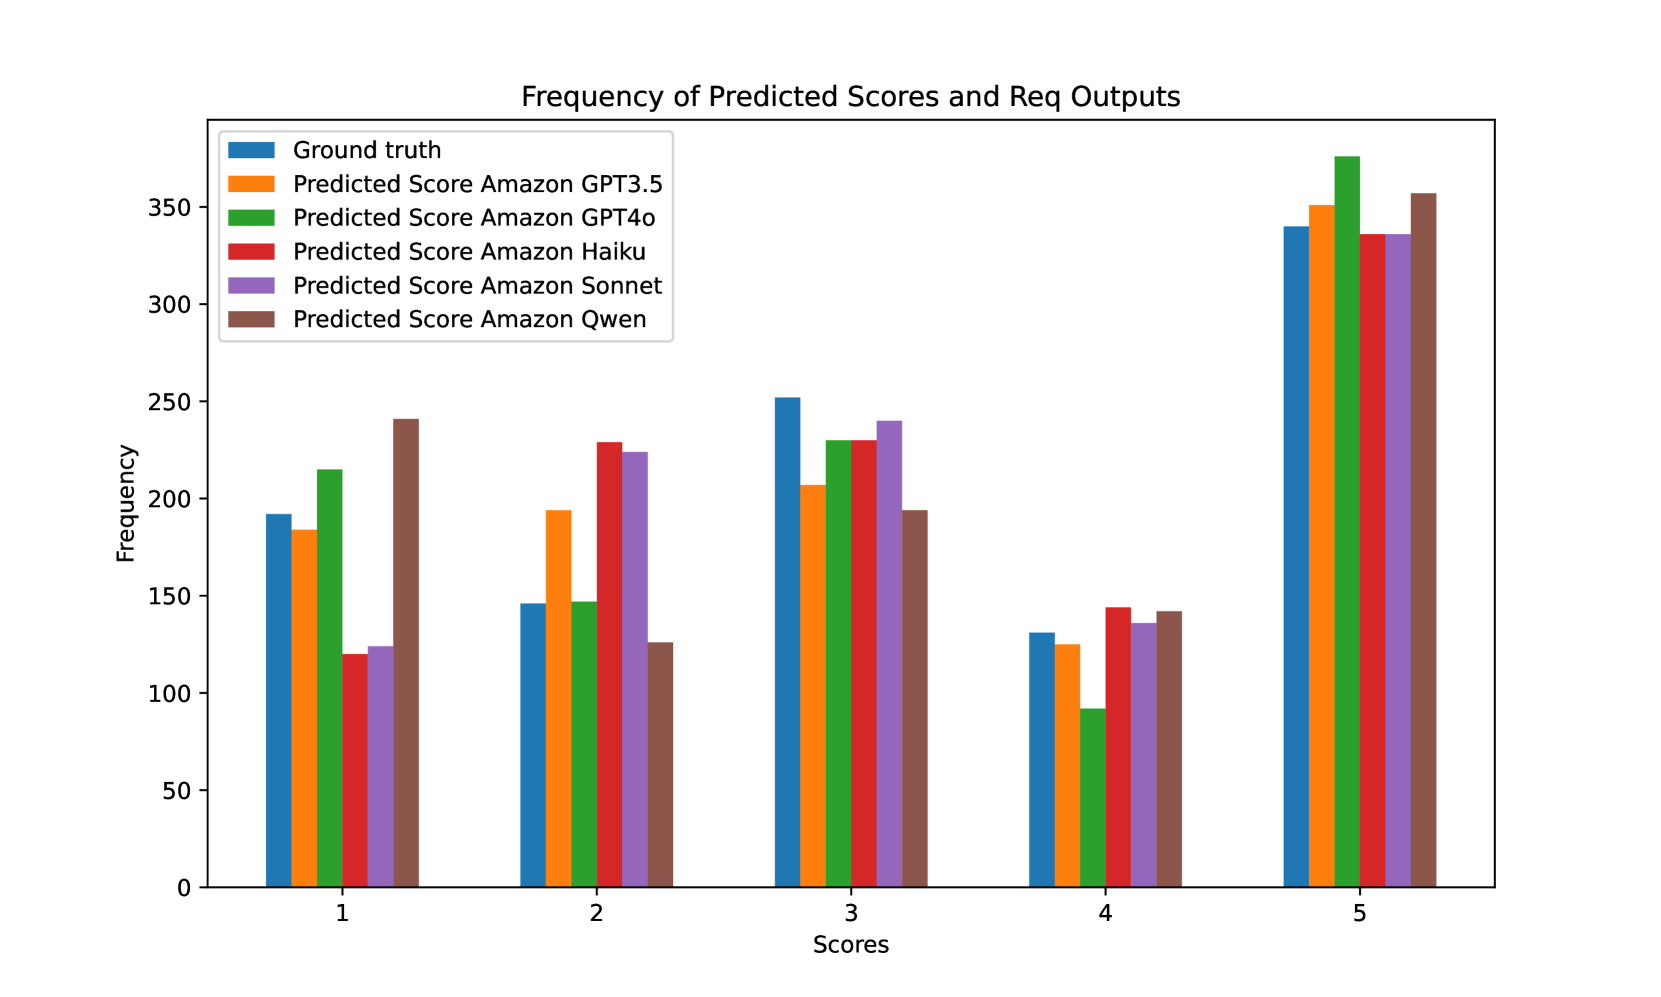 Frequency of Predicted Scores and Req Outputs
Ground truth
Predicted Score Amazon GPT3.5
Predicted Score Amazon GPT4o
Predicted Score Amazon Haiku
Predicted Score Amazon Sonnet
Predicted Score Amazon Qwen
Frequency
350
300
250
200
150
100
50
0
1 2 3 4 5
Scores